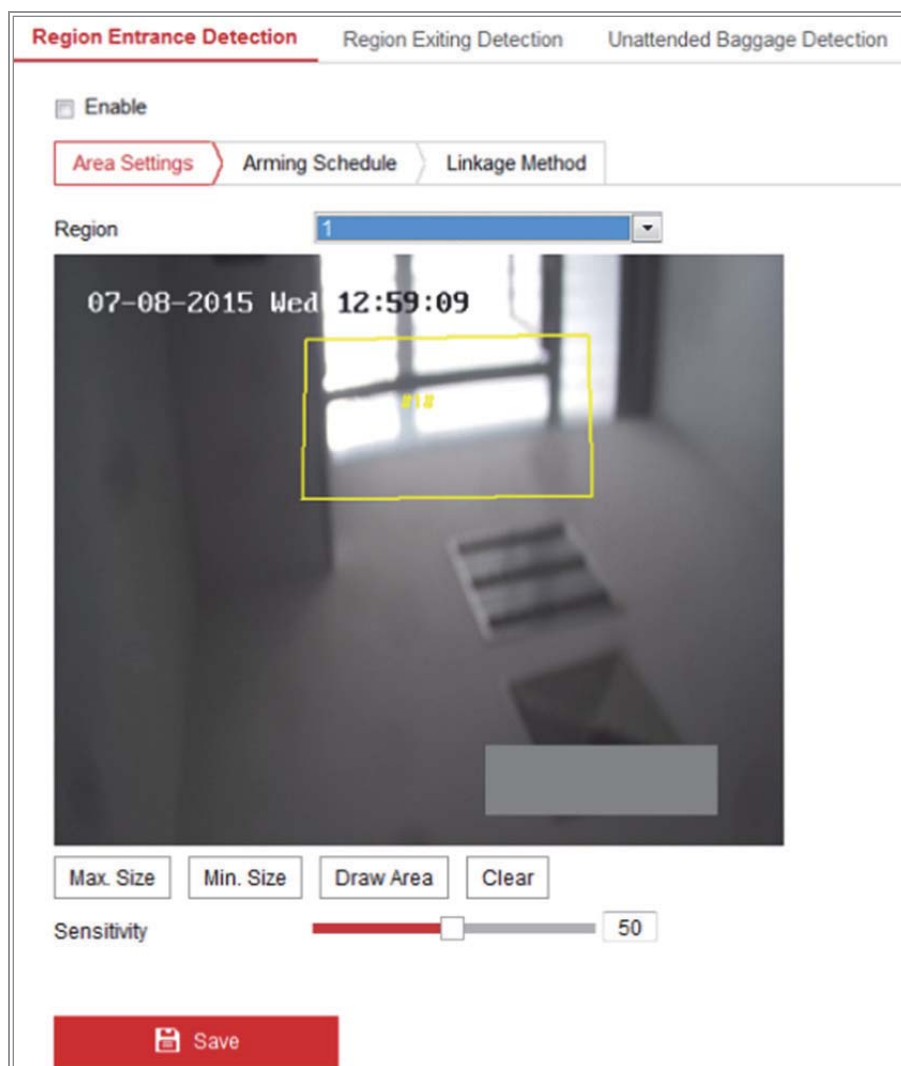 Region Entrance Detection Region Exiting Detection Unattended Baggage Detection
Enable
Area Settings Arming Schedule Linkage Method
Region 1
07-08-2015 Wed 12:59:09
#1#
Max. Size Min. Size Draw Area Clear
Sensitivity 50
Save